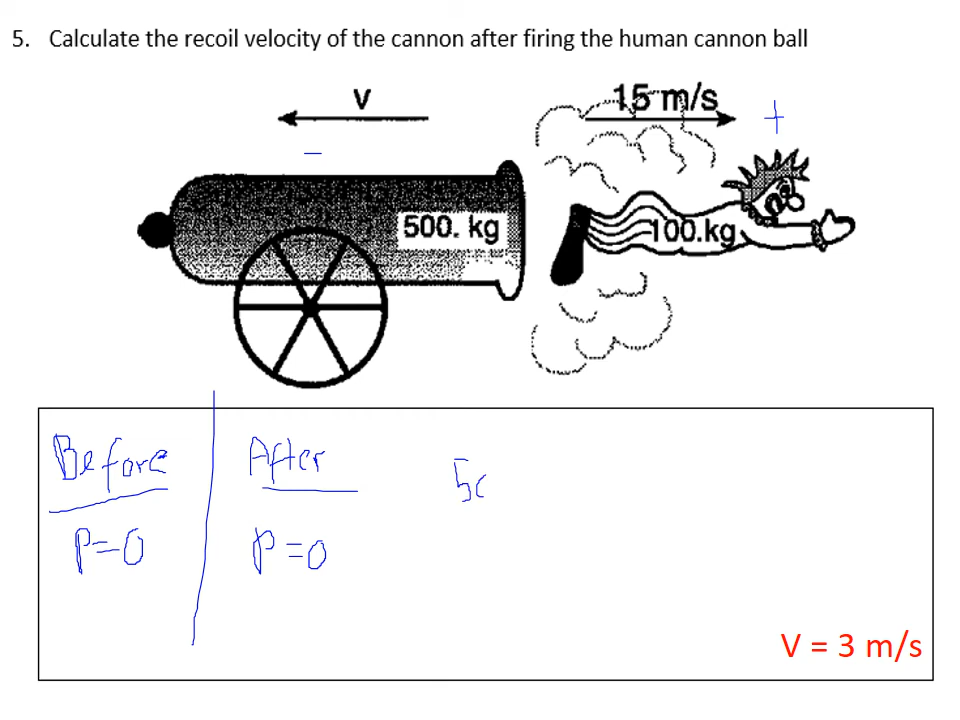 5. Calculate the recoil velocity of the cannon after firing the human cannon ball
V
15 m/s
+
−
500. kg
100.kg
Before
After
P=0
P=0
V = 3 m/s